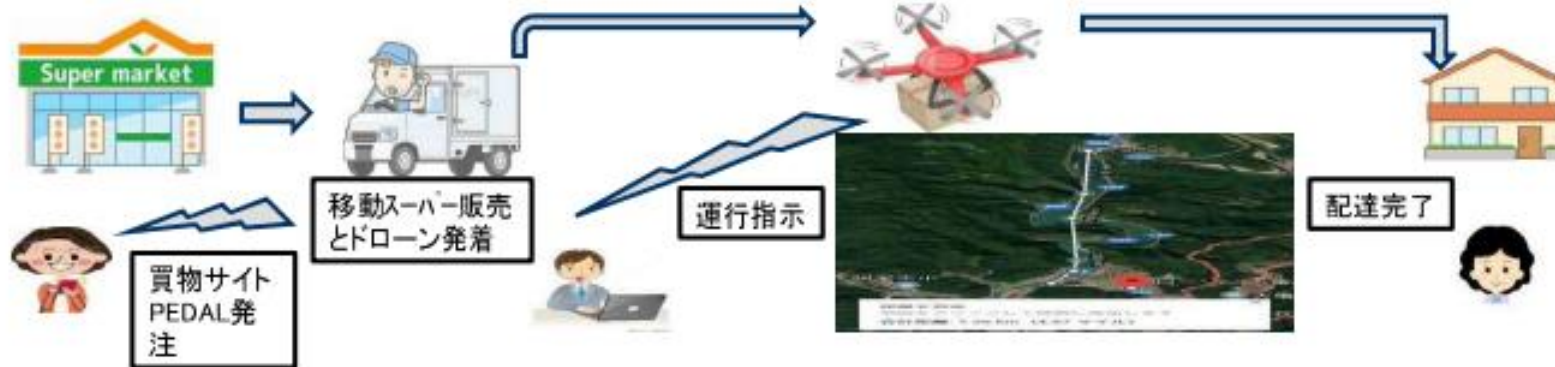 Super market
移動スーパー販売
とドローン発着
運行指示
配達完了
買物サイト
PEDAL発
注